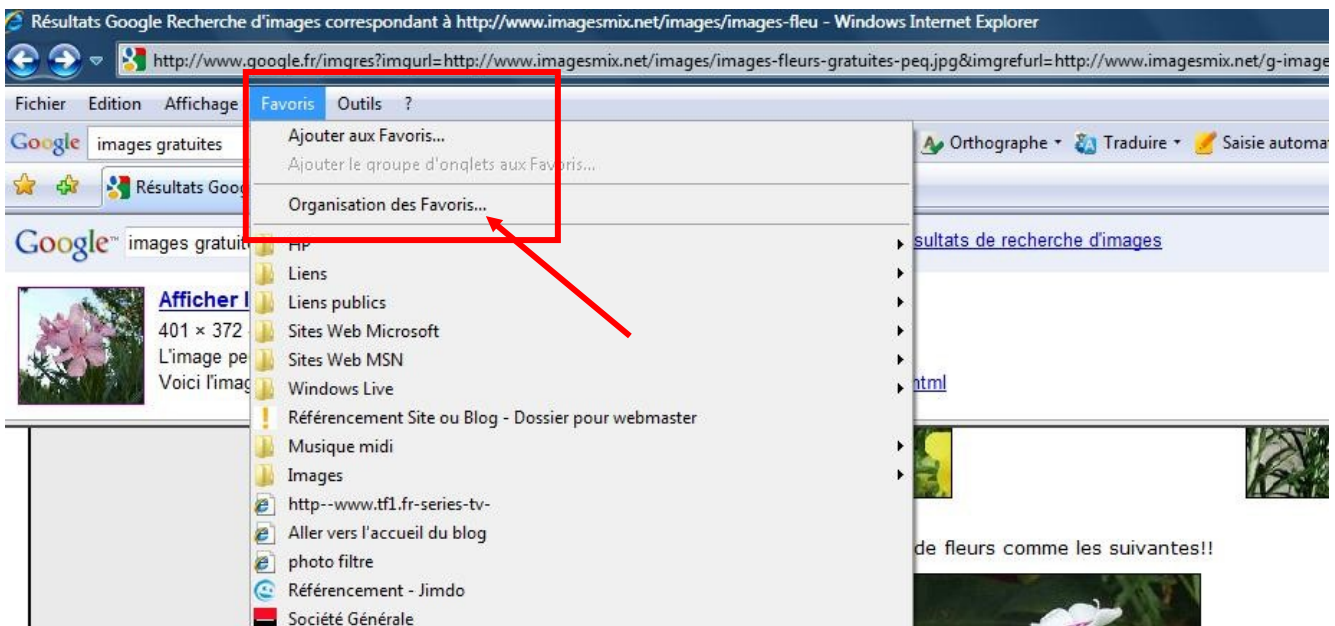 Résultats Google Recherche d'images correspondant à http://www.imagesmix.net/images/images-fleu - Windows Internet Explorer
http://www.google.fr/imgres?imgurl=http://www.imagesmix.net/images/images-fleurs-gratuites-peq.jpg&imgrefurl=http://www.imagesmix.net/g-image
Fichier Edition Affichage Favoris Outils ?
Google images gratuites Orthographe Traduire Saisie automa
Résultats Goog
Ajouter aux Favoris...
Ajouter le groupe d'onglets aux Favoris...
Organisation des Favoris...
Google™ images gratuit
sultats de recherche d'images
HP
Liens
Liens publics
Sites Web Microsoft
Sites Web MSN
Windows Live
Référencement Site ou Blog - Dossier pour webmaster
Musique midi
Images
http--www.tf1.fr-series-tv-
Aller vers l'accueil du blog
photo filtre
Référencement - Jimdo
Société Générale
Afficher l
401 × 372
L'image pe
Voici l'imag
html
de fleurs comme les suivantes!!